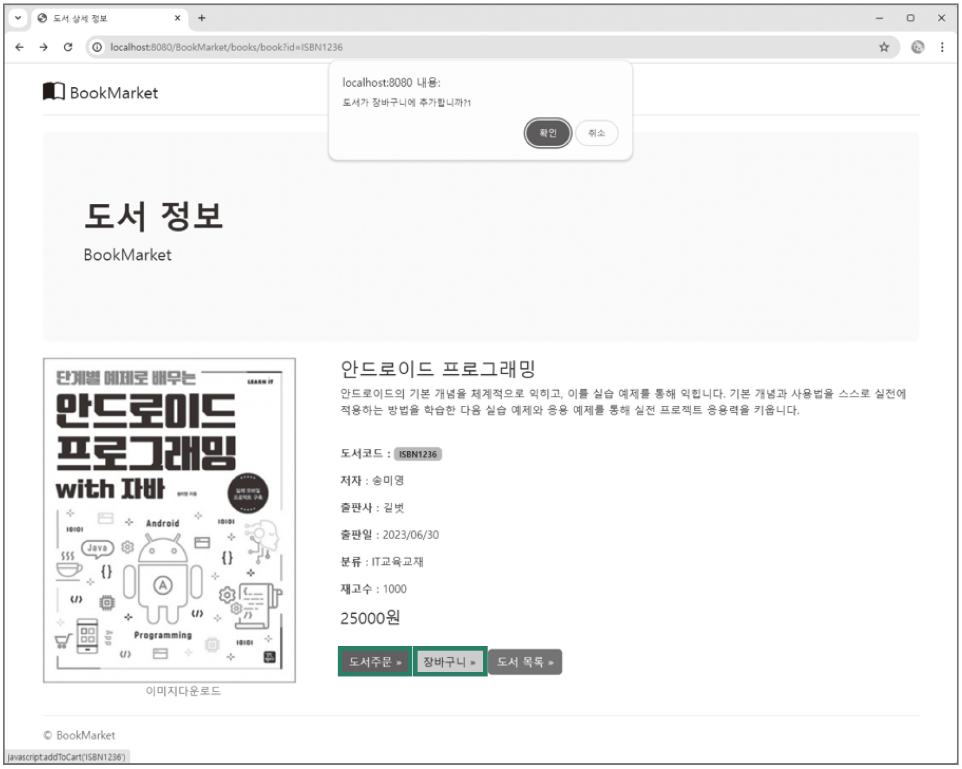 도서 상세 정보
localhost:8080/BookMarket/books/book?id=ISBN1236
BookMarket
localhost:8080 내용:
도서가 장바구니에 추가합니까?1
확인
취소
도서 정보
BookMarket
단계별 예제로 배우는
LEARN IT
안드로이드
프로그래밍
with 자바
10101
Android
10101
Java
{}
{}
A
</>
</>
</>
App
Programming
10101
</>
이미지다운로드
안드로이드 프로그래밍
안드로이드의 기본 개념을 체계적으로 익히고, 이를 실습 예제를 통해 익힙니다. 기본 개념과 사용법을 스스로 실전에
적용하는 방법을 학습한 다음 실습 예제와 응용 예제를 통해 실전 프로젝트 응용력을 키웁니다.
도서코드 : ISBN1236
저자 : 송미영
출판사 : 길벗
출판일 : 2023/06/30
분류 : IT교육교재
재고수 : 1000
25000원
도서주문 »
장바구니 »
도서 목록 »
© BookMarket
javascript:addToCart('ISBN1236')